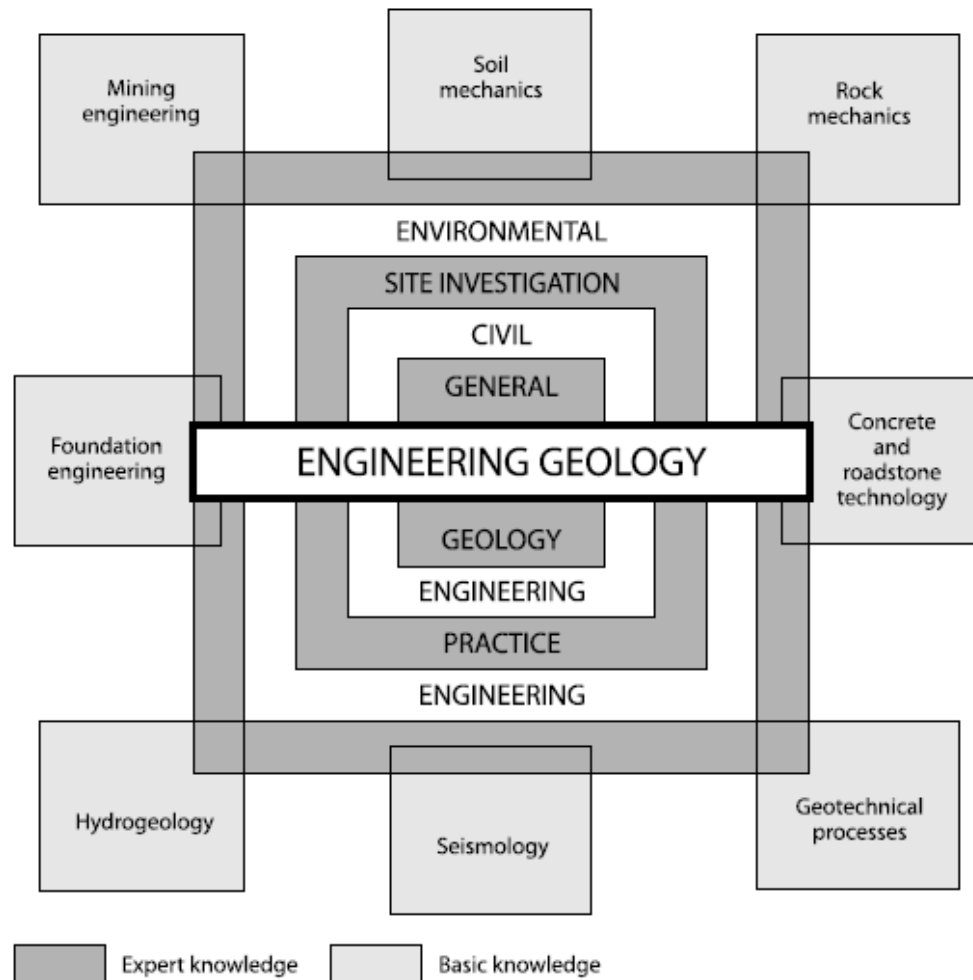 Mining
engineering
Soil
mechanics
Rock
mechanics
ENVIRONMENTAL
SITE INVESTIGATION
CIVIL
GENERAL
Foundation
engineering
ENGINEERING GEOLOGY
Concrete
and
roadstone
technology
GEOLOGY
ENGINEERING
PRACTICE
ENGINEERING
Hydrogeology
Seismology
Geotechnical
processes
Expert knowledge
Basic knowledge